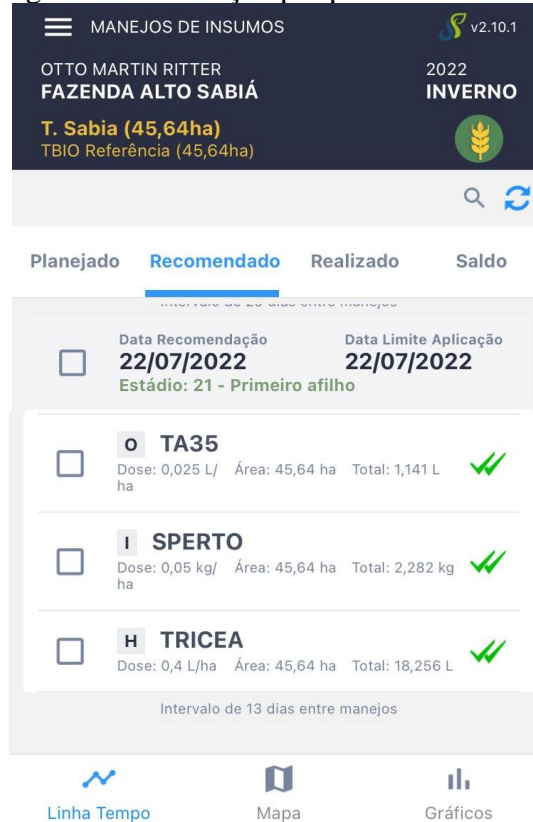 MANEJOS DE INSUMOS v2.10.1
OTTO MARTIN RITTER 2022
FAZENDA ALTO SABIÁ INVERNO
T. Sabia (45,64ha)
TBIO Referência (45,64ha)
Planejado Recomendado Realizado Saldo
Data Recomendação Data Limite Aplicação
22/07/2022 22/07/2022
Estádio: 21 - Primeiro afilho
O TA35
Dose: 0,025 L/ Área: 45,64 ha Total: 1,141 L
ha
I SPERTO
Dose: 0,05 kg/ Área: 45,64 ha Total: 2,282 kg
ha
H TRICEA
Dose: 0,4 L/ha Área: 45,64 ha Total: 18,256 L
Intervalo de 13 dias entre manejos
Linha Tempo Mapa Gráficos